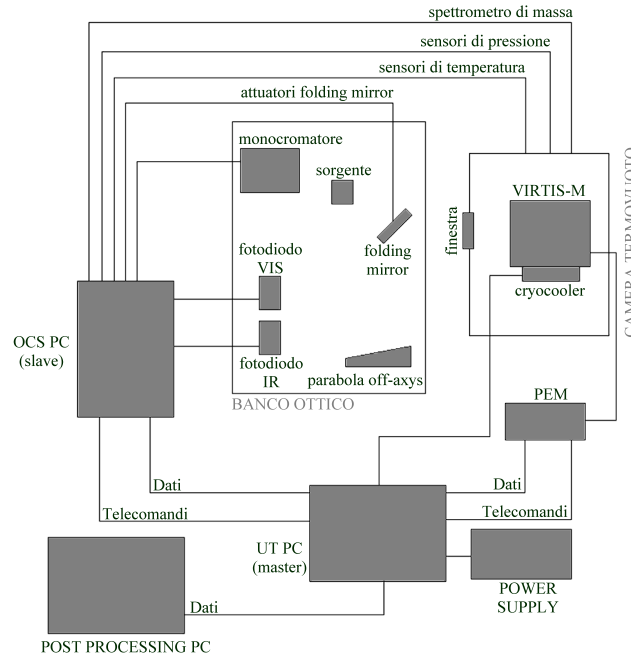 spettrometro di massa
sensori di pressione
sensori di temperatura
attuatori folding mirror
monocromatore
sorgente
folding
mirror
fotodiodo
VIS
fotodiodo
IR
parabola off-axys
BANCO OTTICO
VIRTIS-M
finestra
cryocooler
CAMERA TERMOVUOTO
OCS PC
(slave)
PEM
Dati
Telecomandi
Dati
Telecomandi
UT PC
(master)
POWER
SUPPLY
Dati
POST PROCESSING PC